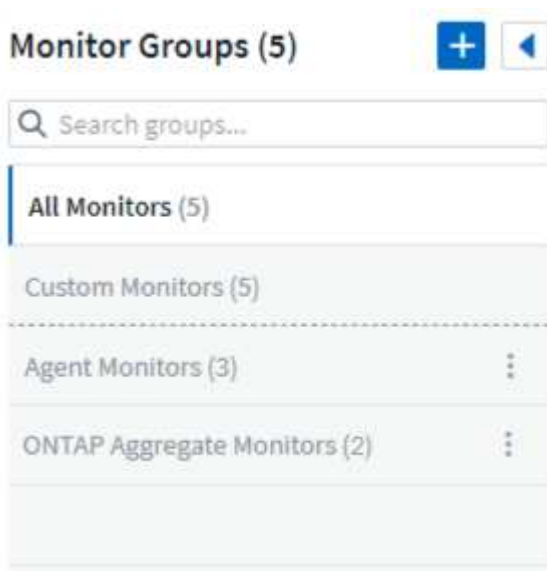 Monitor Groups (5)
Search groups...
All Monitors (5)
Custom Monitors (5)
Agent Monitors (3)
ONTAP Aggregate Monitors (2)